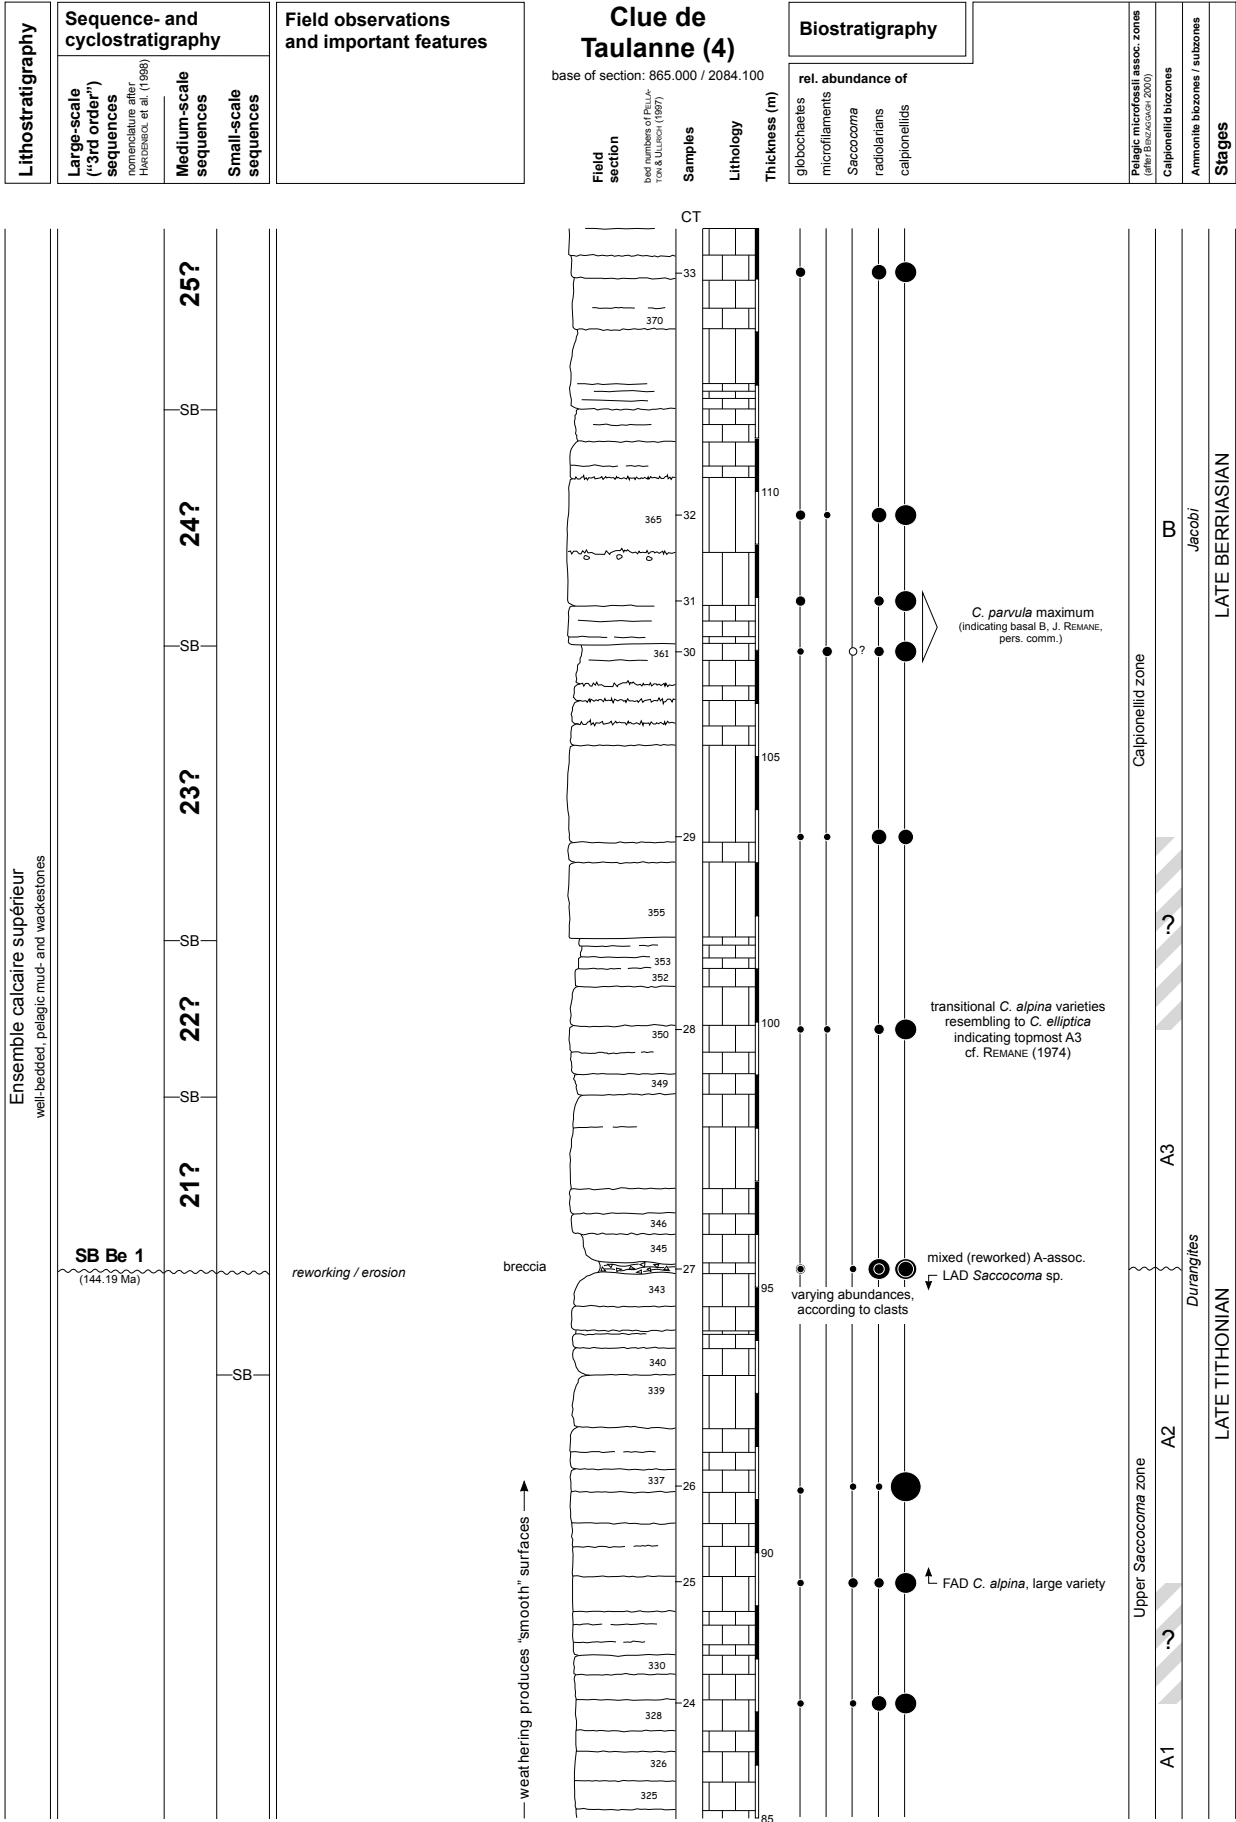 Lithostratigraphy
Sequence- and
cyclostratigraphy
Large-scale
("3rd order")
sequences
nomenclature after
HARDENBOL et al. (1998)
Medium-scale
sequences
Small-scale
sequences
Field observations
and important features
Clue de
Taulanne (4)
base of section: 865.000 / 2084.100
Field
section
bed numbers of PELLA-
TON & ULLRICH (1997)
Samples
Lithology
Thickness (m)
Biostratigraphy
rel. abundance of
globochaetes
microfilaments
Saccocoma
radiolarians
calpionellids
Pelagic microfossil assoc. zones
(after BENZAGGAGH 2000)
Calpionellid biozones
Ammonite biozones / subzones
Stages
CT
33
25?
370
SB
110
24?
365
32
B
Jacobi
LATE BERRIASIAN
31
C. parvula maximum
(indicating basal B, J. REMANE,
pers. comm.)
SB
361
30
?
Calpionellid zone
105
23?
29
Ensemble calcaire supérieur
well-bedded, pelagic mud- and wackestones
355
?
SB
353
352
22?
100
350
28
transitional C. alpina varieties
resembling to C. elliptica
indicating topmost A3
cf. REMANE (1974)
349
SB
21?
A3
346
345
SB Be 1
(144.19 Ma)
reworking / erosion
breccia
27
mixed (reworked) A-assoc.
LAD Saccocoma sp.
343
95
varying abundances,
according to clasts
Durangites
LATE TITHONIAN
340
SB
339
A2
337
26
weathering produces "smooth" surfaces
90
25
FAD C. alpina, large variety
Upper Saccocoma zone
?
330
24
328
326
A1
325
85